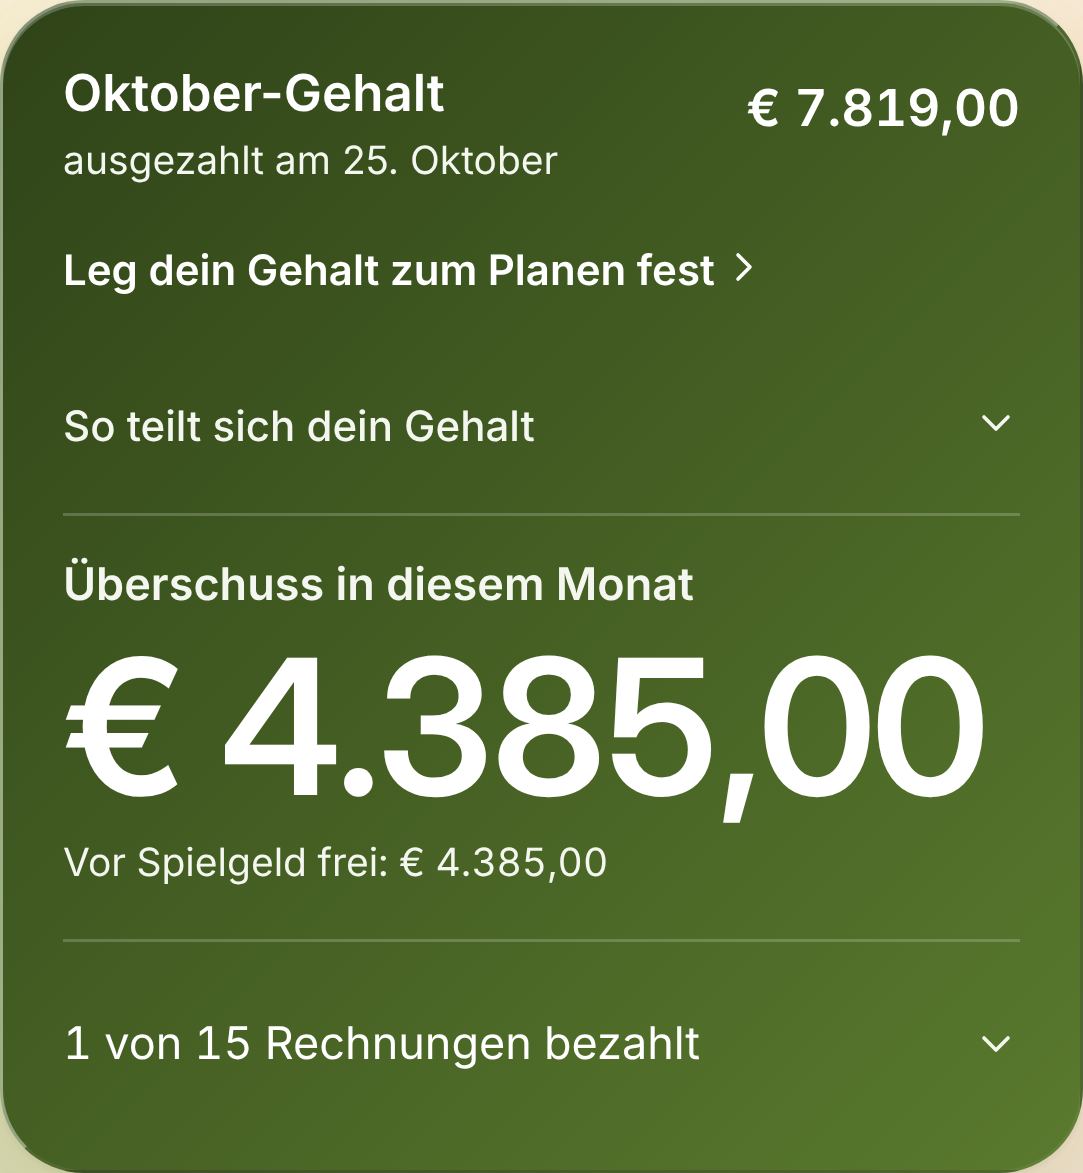 Oktober-Gehalt
€ 7.819,00
ausgezahlt am 25. Oktober
Leg dein Gehalt zum Planen fest
So teilt sich dein Gehalt
Überschuss in diesem Monat
€ 4.385,00
Vor Spielgeld frei: € 4.385,00
1 von 15 Rechnungen bezahlt